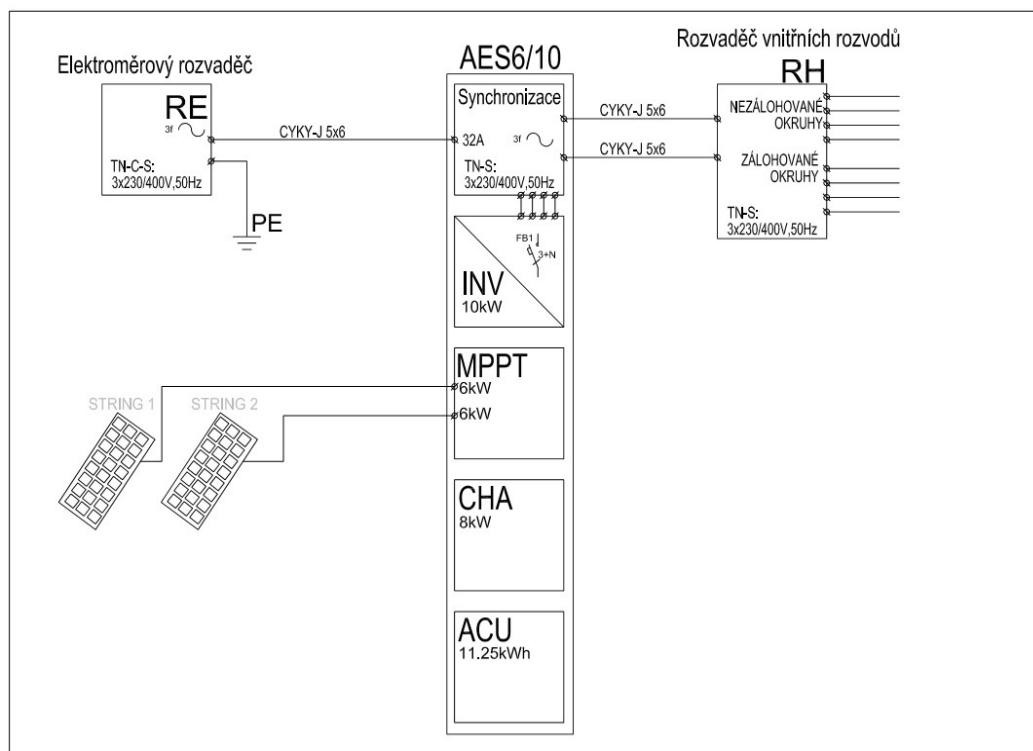 Elektroměrový rozvaděč
RE
3f
TN-C-S:
3x230/400V,50Hz
PE
CYKY-J 5x6
AES6/10
Synchronizace
32A
3f
TN-S:
3x230/400V,50Hz
CYKY-J 5x6
CYKY-J 5x6
Rozvaděč vnitřních rozvodů
RH
NEZÁLOHOVANÉ
OKRUHY
ZÁLOHOVANÉ
OKRUHY
TN-S:
3x230/400V,50Hz
FB1
3+N
INV
10kW
MPPT
6kW
6kW
STRING 1
STRING 2
CHA
8kW
ACU
11.25kWh